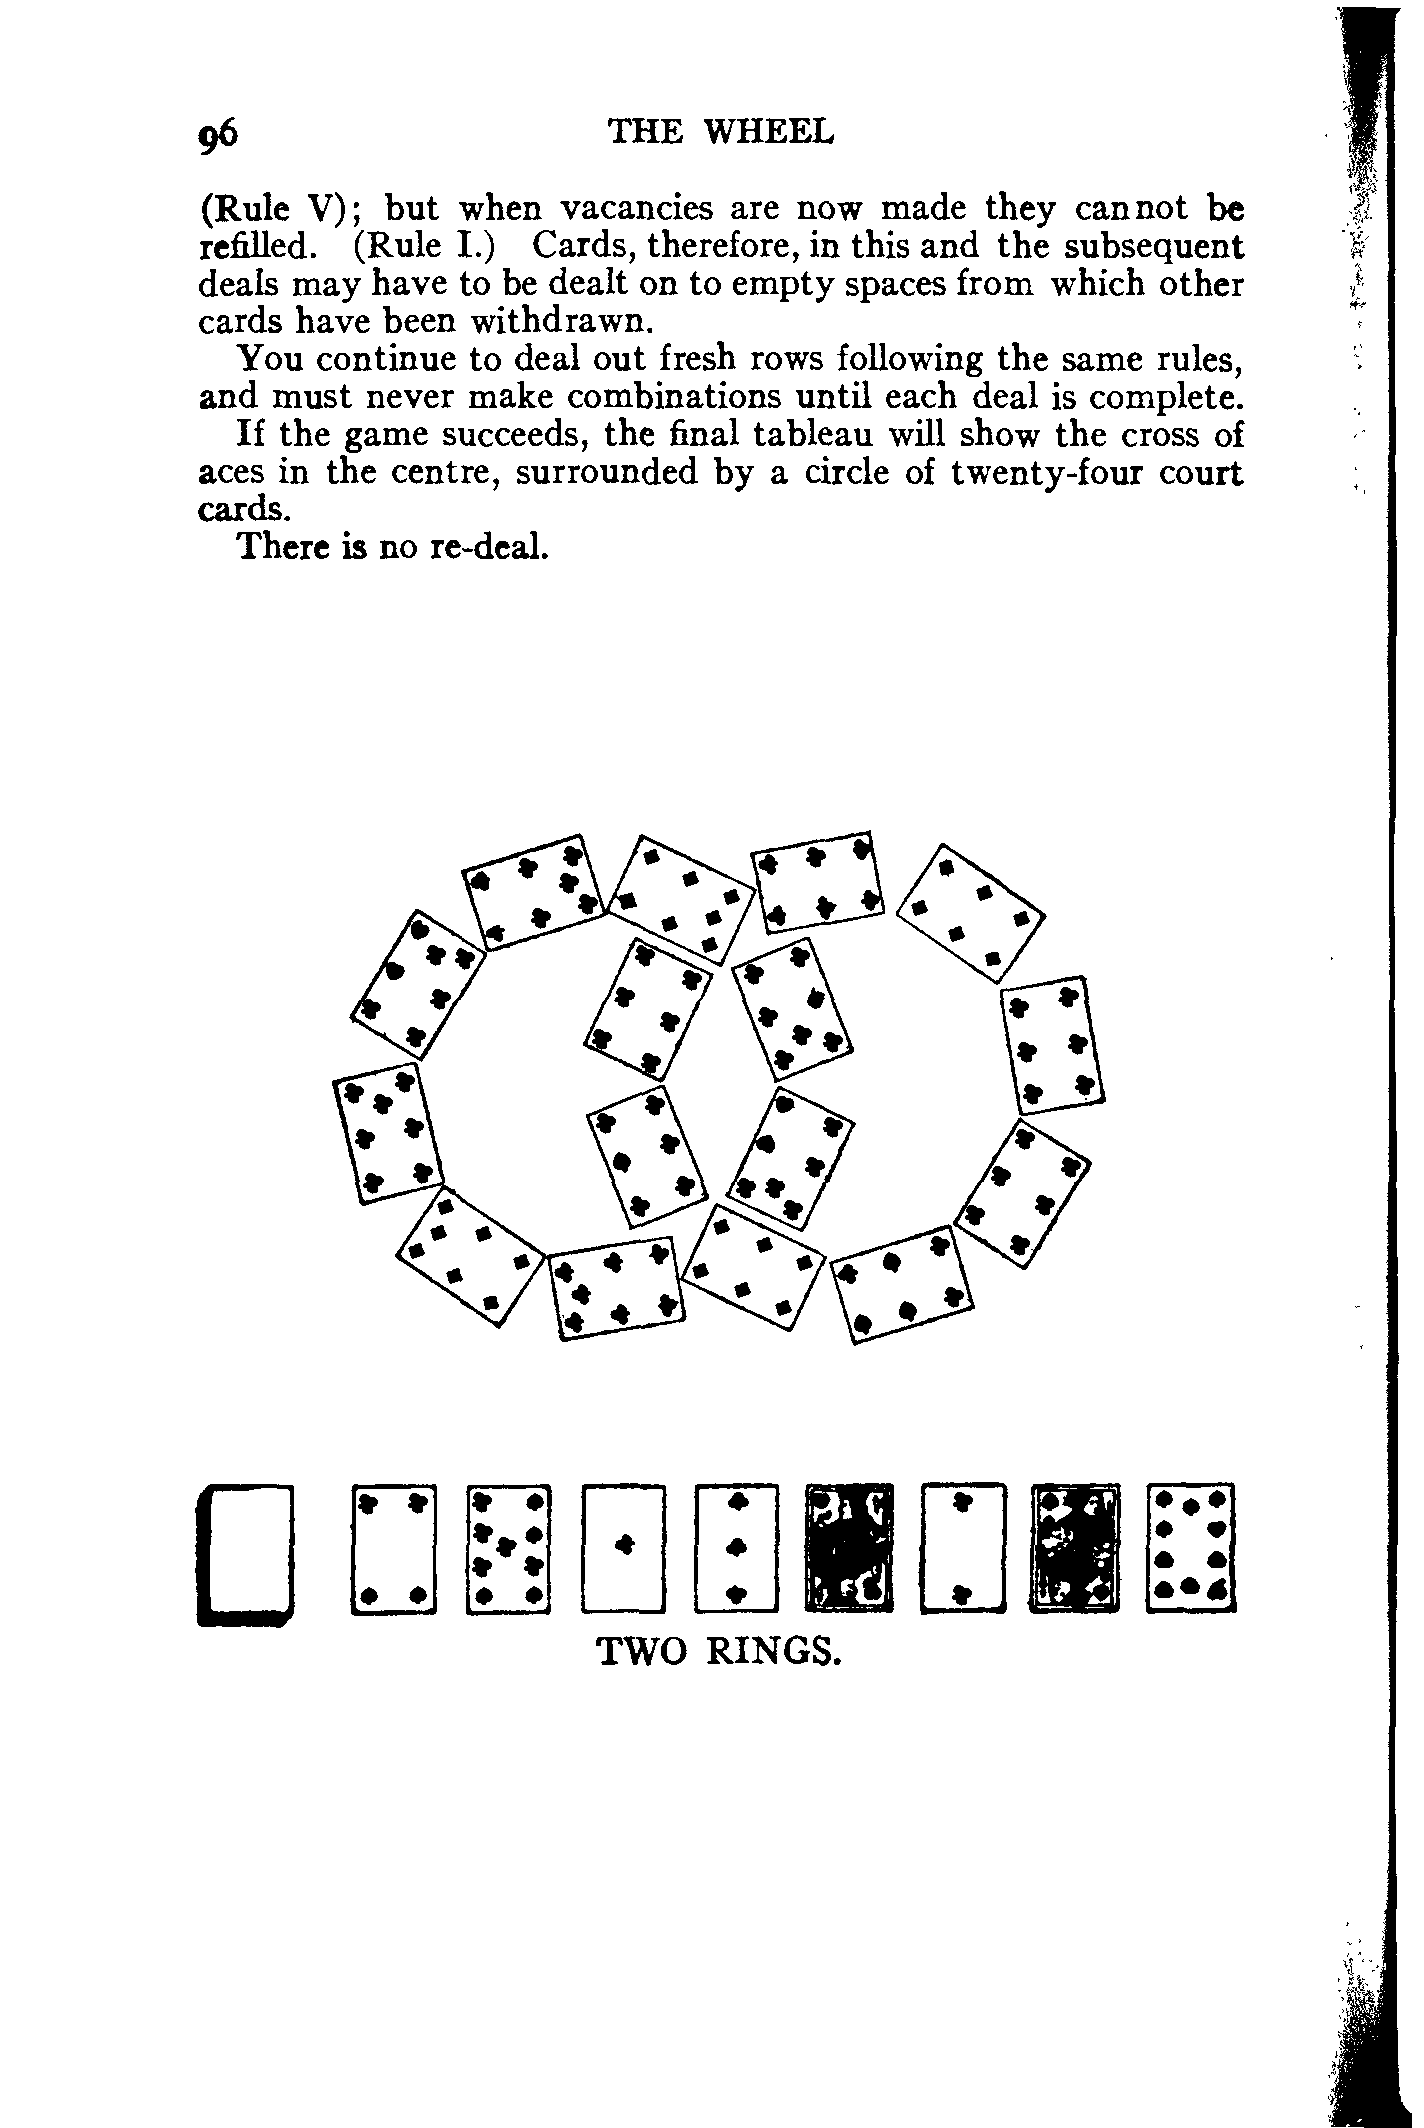 96
THE WHEEL
(Rule V); but when vacancies are now made they cannot be
refilled. (Rule I.) Cards, therefore, in this and the subsequent
deals may have to be dealt on to empty spaces from which other
cards have been withdrawn.
You continue to deal out fresh rows following the same rules,
and must never make combinations until each deal is complete.
If the game succeeds, the final tableau will show the cross of
aces in the centre, surrounded by a circle of twenty-four court
cards.
There is no re-deal.
TWO RINGS.